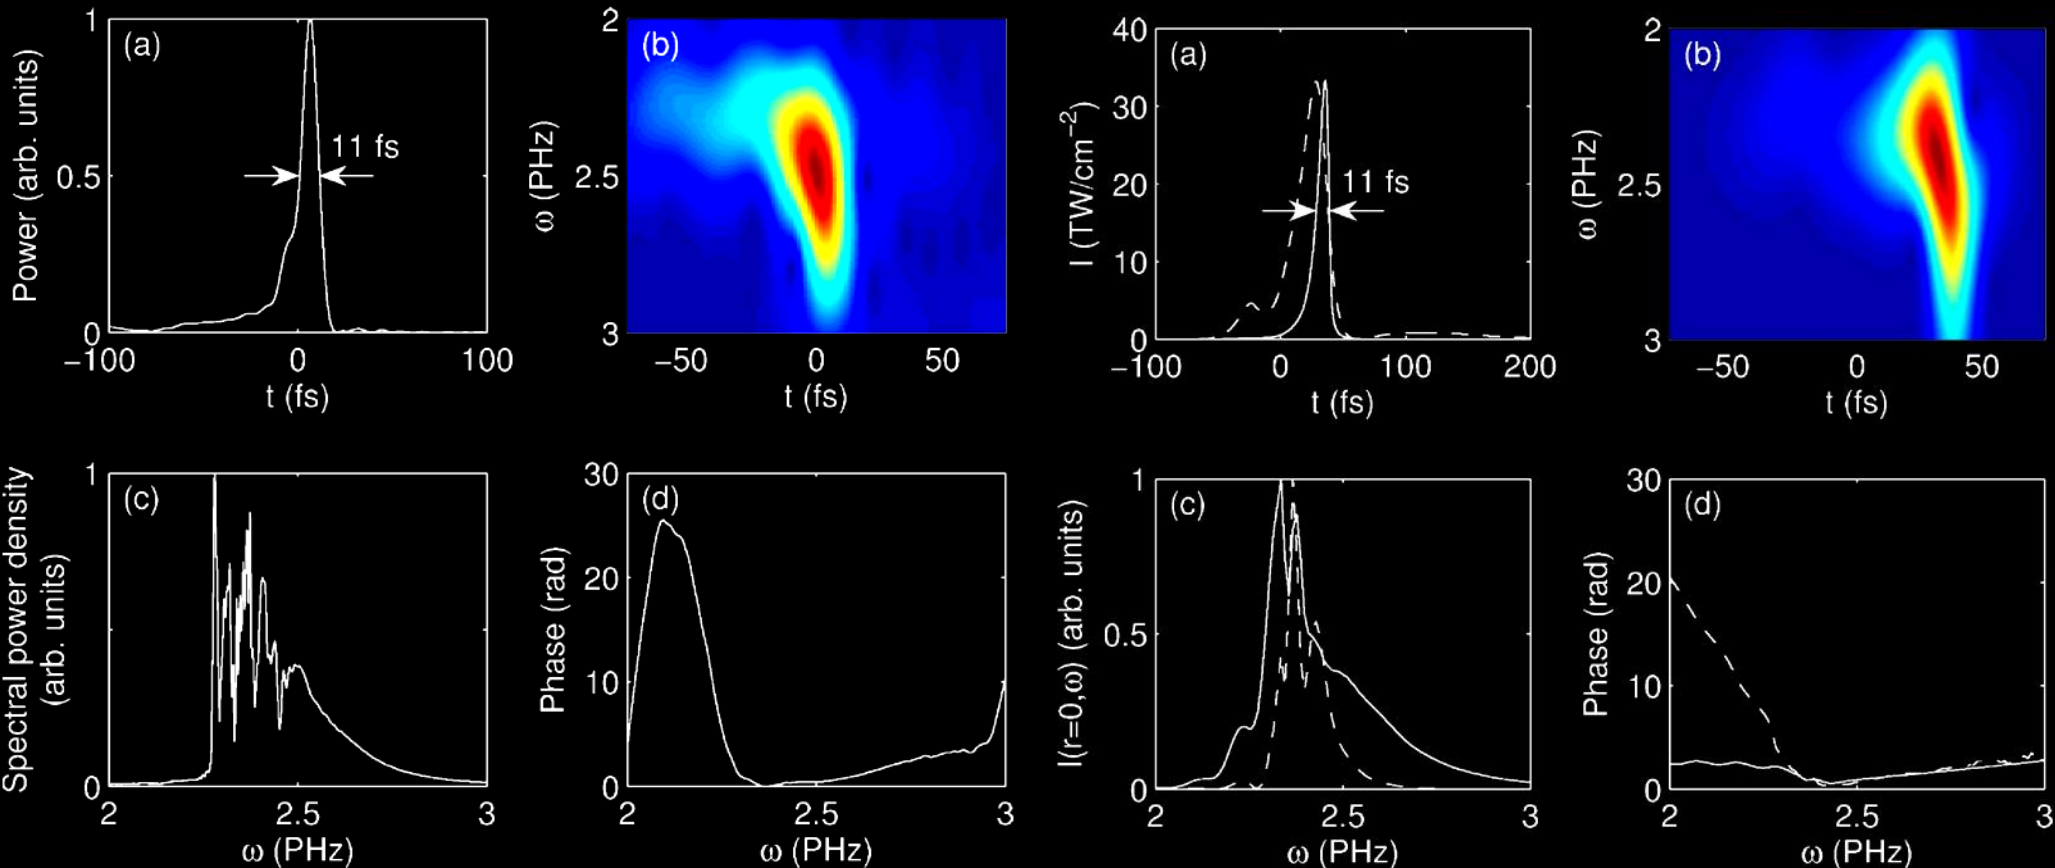 1
(a)
Power (arb. units)
0.5
11 fs
0
−100
0
100
t (fs)
2
(b)
ω (PHz)
2.5
3
−50
0
50
t (fs)
40
(a)
30
I (TW/cm−2)
20
11 fs
10
0
−100
0
100
200
t (fs)
2
(b)
ω (PHz)
2.5
3
−50
0
50
t (fs)
1
(c)
Spectral power density
(arb. units)
0
2
2.5
3
ω (PHz)
30
(d)
20
Phase (rad)
10
0
2
2.5
3
ω (PHz)
1
(c)
I(r=0,ω) (arb. units)
0.5
0
2
2.5
3
ω (PHz)
30
(d)
20
Phase (rad)
10
0
2
2.5
3
ω (PHz)